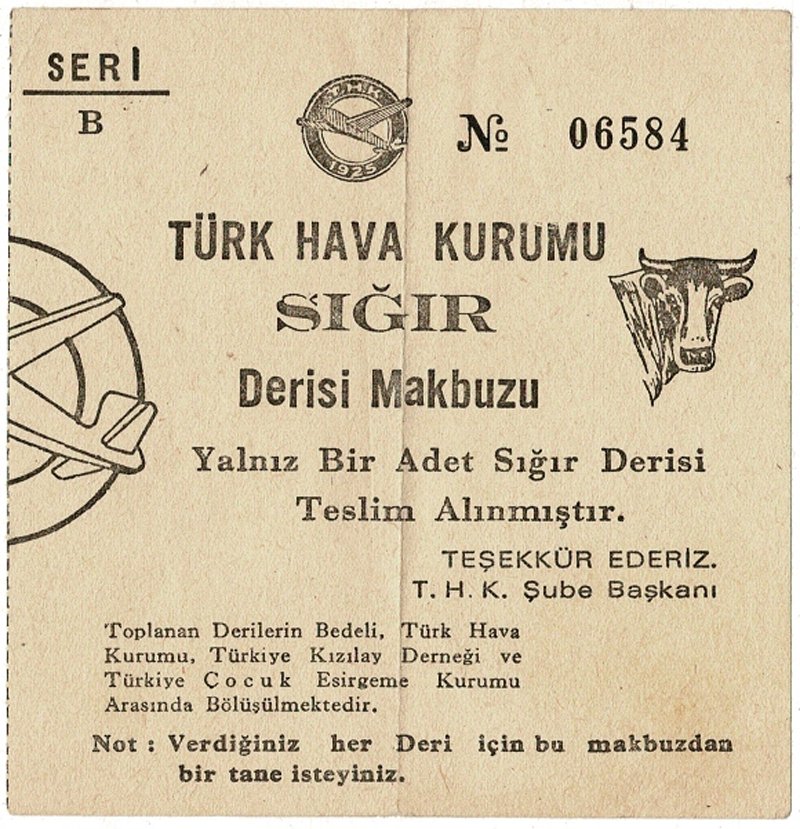 SERİ
B
T.H.K.
1925
№ 06584
TÜRK HAVA KURUMU
SIĞIR
Derisi Makbuzu
Yalnız Bir Adet Sığır Derisi
Teslim Alınmıştır.
TEŞEKKÜR EDERİZ.
T. H. K. Şube Başkanı
Toplanan Derilerin Bedeli, Türk Hava
Kurumu, Türkiye Kızılay Derneği ve
Türkiye Çocuk Esirgeme Kurumu
Arasında Bölüşülmektedir.
Not : Verdiğiniz her Deri için bu makbuzdan
bir tane isteyiniz.